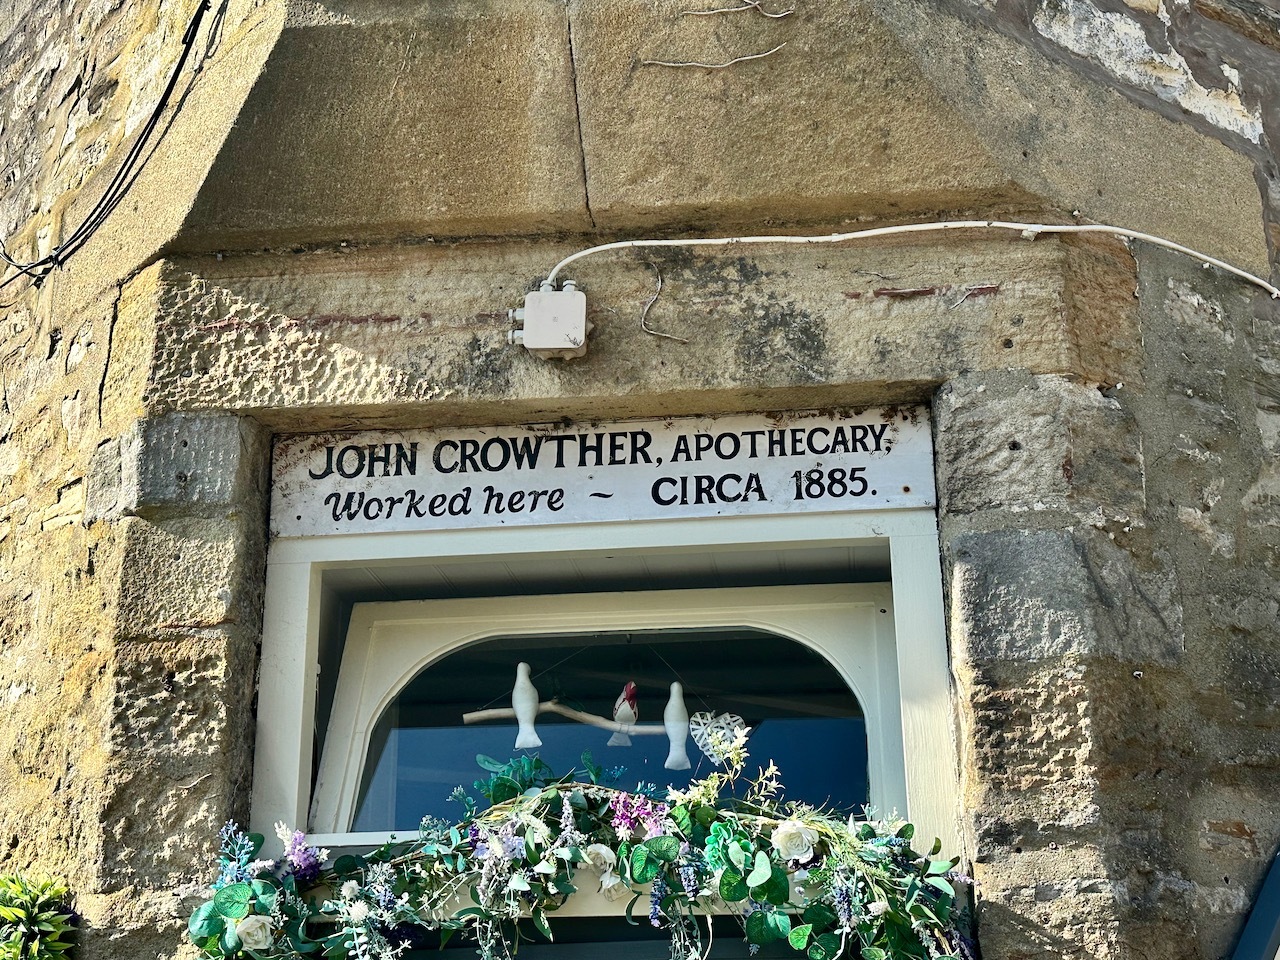 JOHN CROWTHER, APOTHECARY,
Worked here ~ CIRCA 1885.